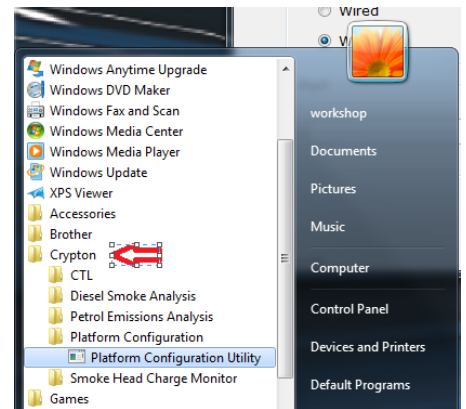 Wired
W
Windows Anytime Upgrade
Windows DVD Maker
Windows Fax and Scan
Windows Media Center
Windows Media Player
Windows Update
XPS Viewer
Accessories
Brother
Crypton
CTL
Diesel Smoke Analysis
Petrol Emissions Analysis
Platform Configuration
Platform Configuration Utility
Smoke Head Charge Monitor
Games
workshop
Documents
Pictures
Music
Computer
Control Panel
Devices and Printers
Default Programs